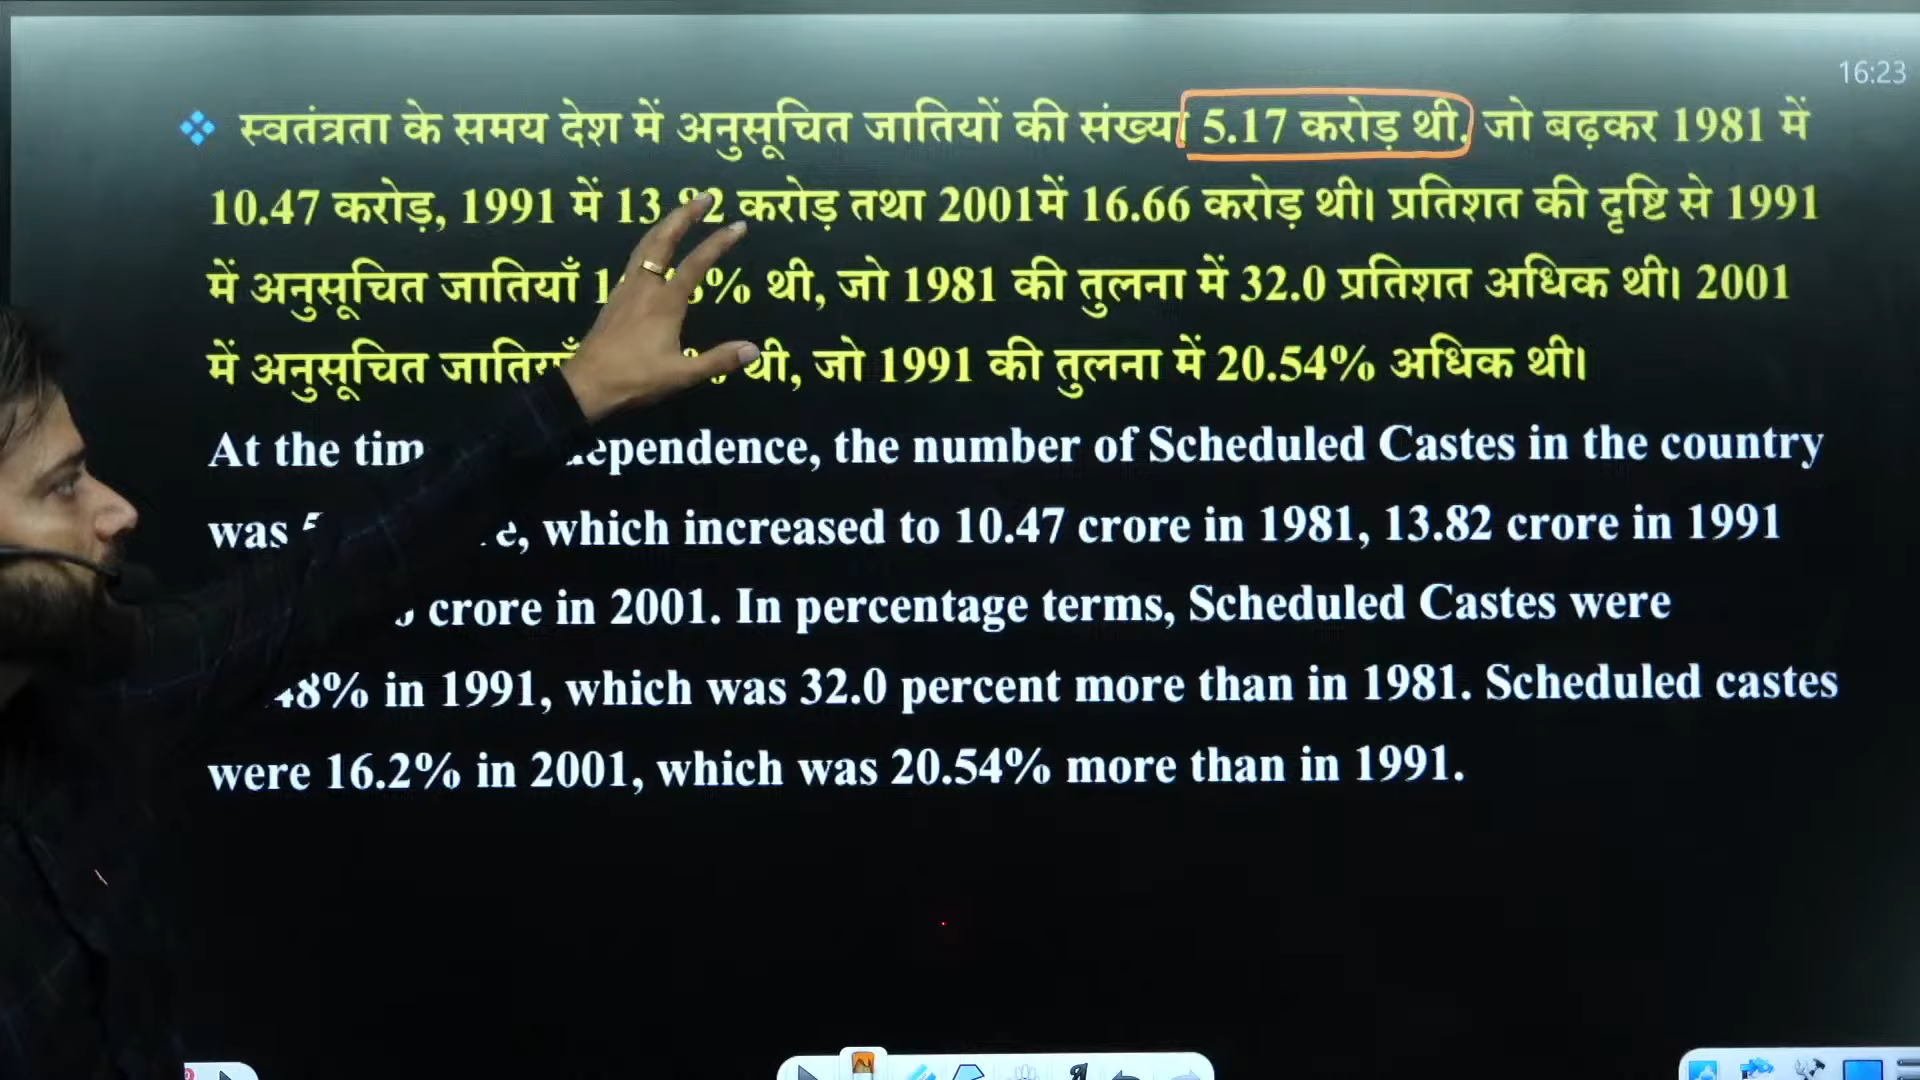 16:23
❖ स्वतंत्रता के समय देश में अनुसूचित जातियों की संख्या 5.17 करोड़ थी. जो बढ़कर 1981 में
10.47 करोड़, 1991 में 13.82 करोड़ तथा 2001में 16.66 करोड़ थी। प्रतिशत की दृष्टि से 1991
में अनुसूचित जातियाँ थी, जो 1981 की तुलना में 32.0 प्रतिशत अधिक थी। 2001
में अनुसूचित जातियाँ थी, जो 1991 की तुलना में 20.54% अधिक थी।
At the the number of Scheduled Castes in the country
was which increased to 10.47 crore in 1981, 13.82 crore in 1991
crore in 2001. In percentage terms, Scheduled Castes were
in 1991, which was 32.0 percent more than in 1981. Scheduled castes
were 16.2% in 2001, which was 20.54% more than in 1991.